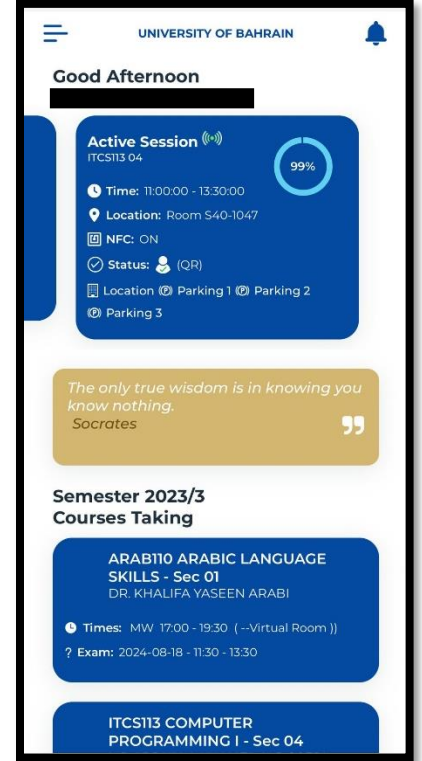 UNIVERSITY OF BAHRAIN
Good Afternoon
Active Session
ITCS113 04
99%
Time: 11:00:00 - 13:30:00
Location: Room S40-1047
NFC: ON
Status: (QR)
Location Parking 1 Parking 2
Parking 3
The only true wisdom is in knowing you
know nothing.
Socrates
Semester 2023/3
Courses Taking
ARAB110 ARABIC LANGUAGE
SKILLS - Sec 01
DR. KHALIFA YASEEN ARABI
Times: MW 17:00 - 19:30 ( --Virtual Room ))
? Exam: 2024-08-18 - 11:30 - 13:30
ITCS113 COMPUTER
PROGRAMMING I - Sec 04